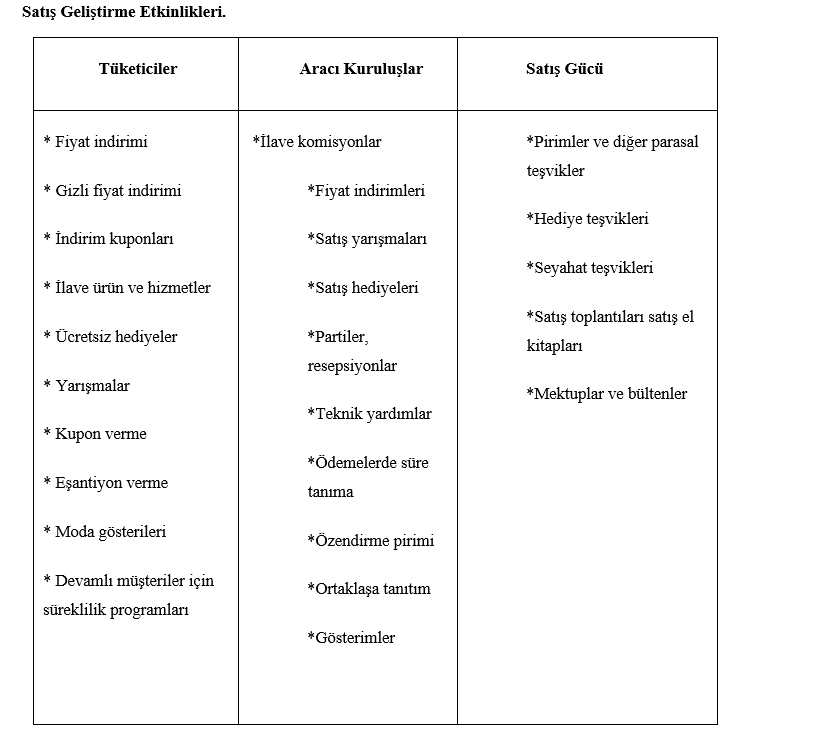 Satış Geliştirme Etkinlikleri.
Tüketiciler
Aracı Kuruluşlar
Satış Gücü
* Fiyat indirimi
* Gizli fiyat indirimi
* İndirim kuponları
* İlave ürün ve hizmetler
* Ücretsiz hediyeler
* Yarışmalar
* Kupon verme
* Eşantiyon verme
* Moda gösterileri
* Devamlı müşteriler için
süreklilik programları
*İlave komisyonlar
*Fiyat indirimleri
*Satış yarışmaları
*Satış hediyeleri
*Partiler,
resepsiyonlar
*Teknik yardımlar
*Ödemelerde süre
tanıma
*Özendirme pirimi
*Ortaklaşa tanıtım
*Gösterimler
*Pirimler ve diğer parasal
teşvikler
*Hediye teşvikleri
*Seyahat teşvikleri
*Satış toplantıları satış el
kitapları
*Mektuplar ve bültenler